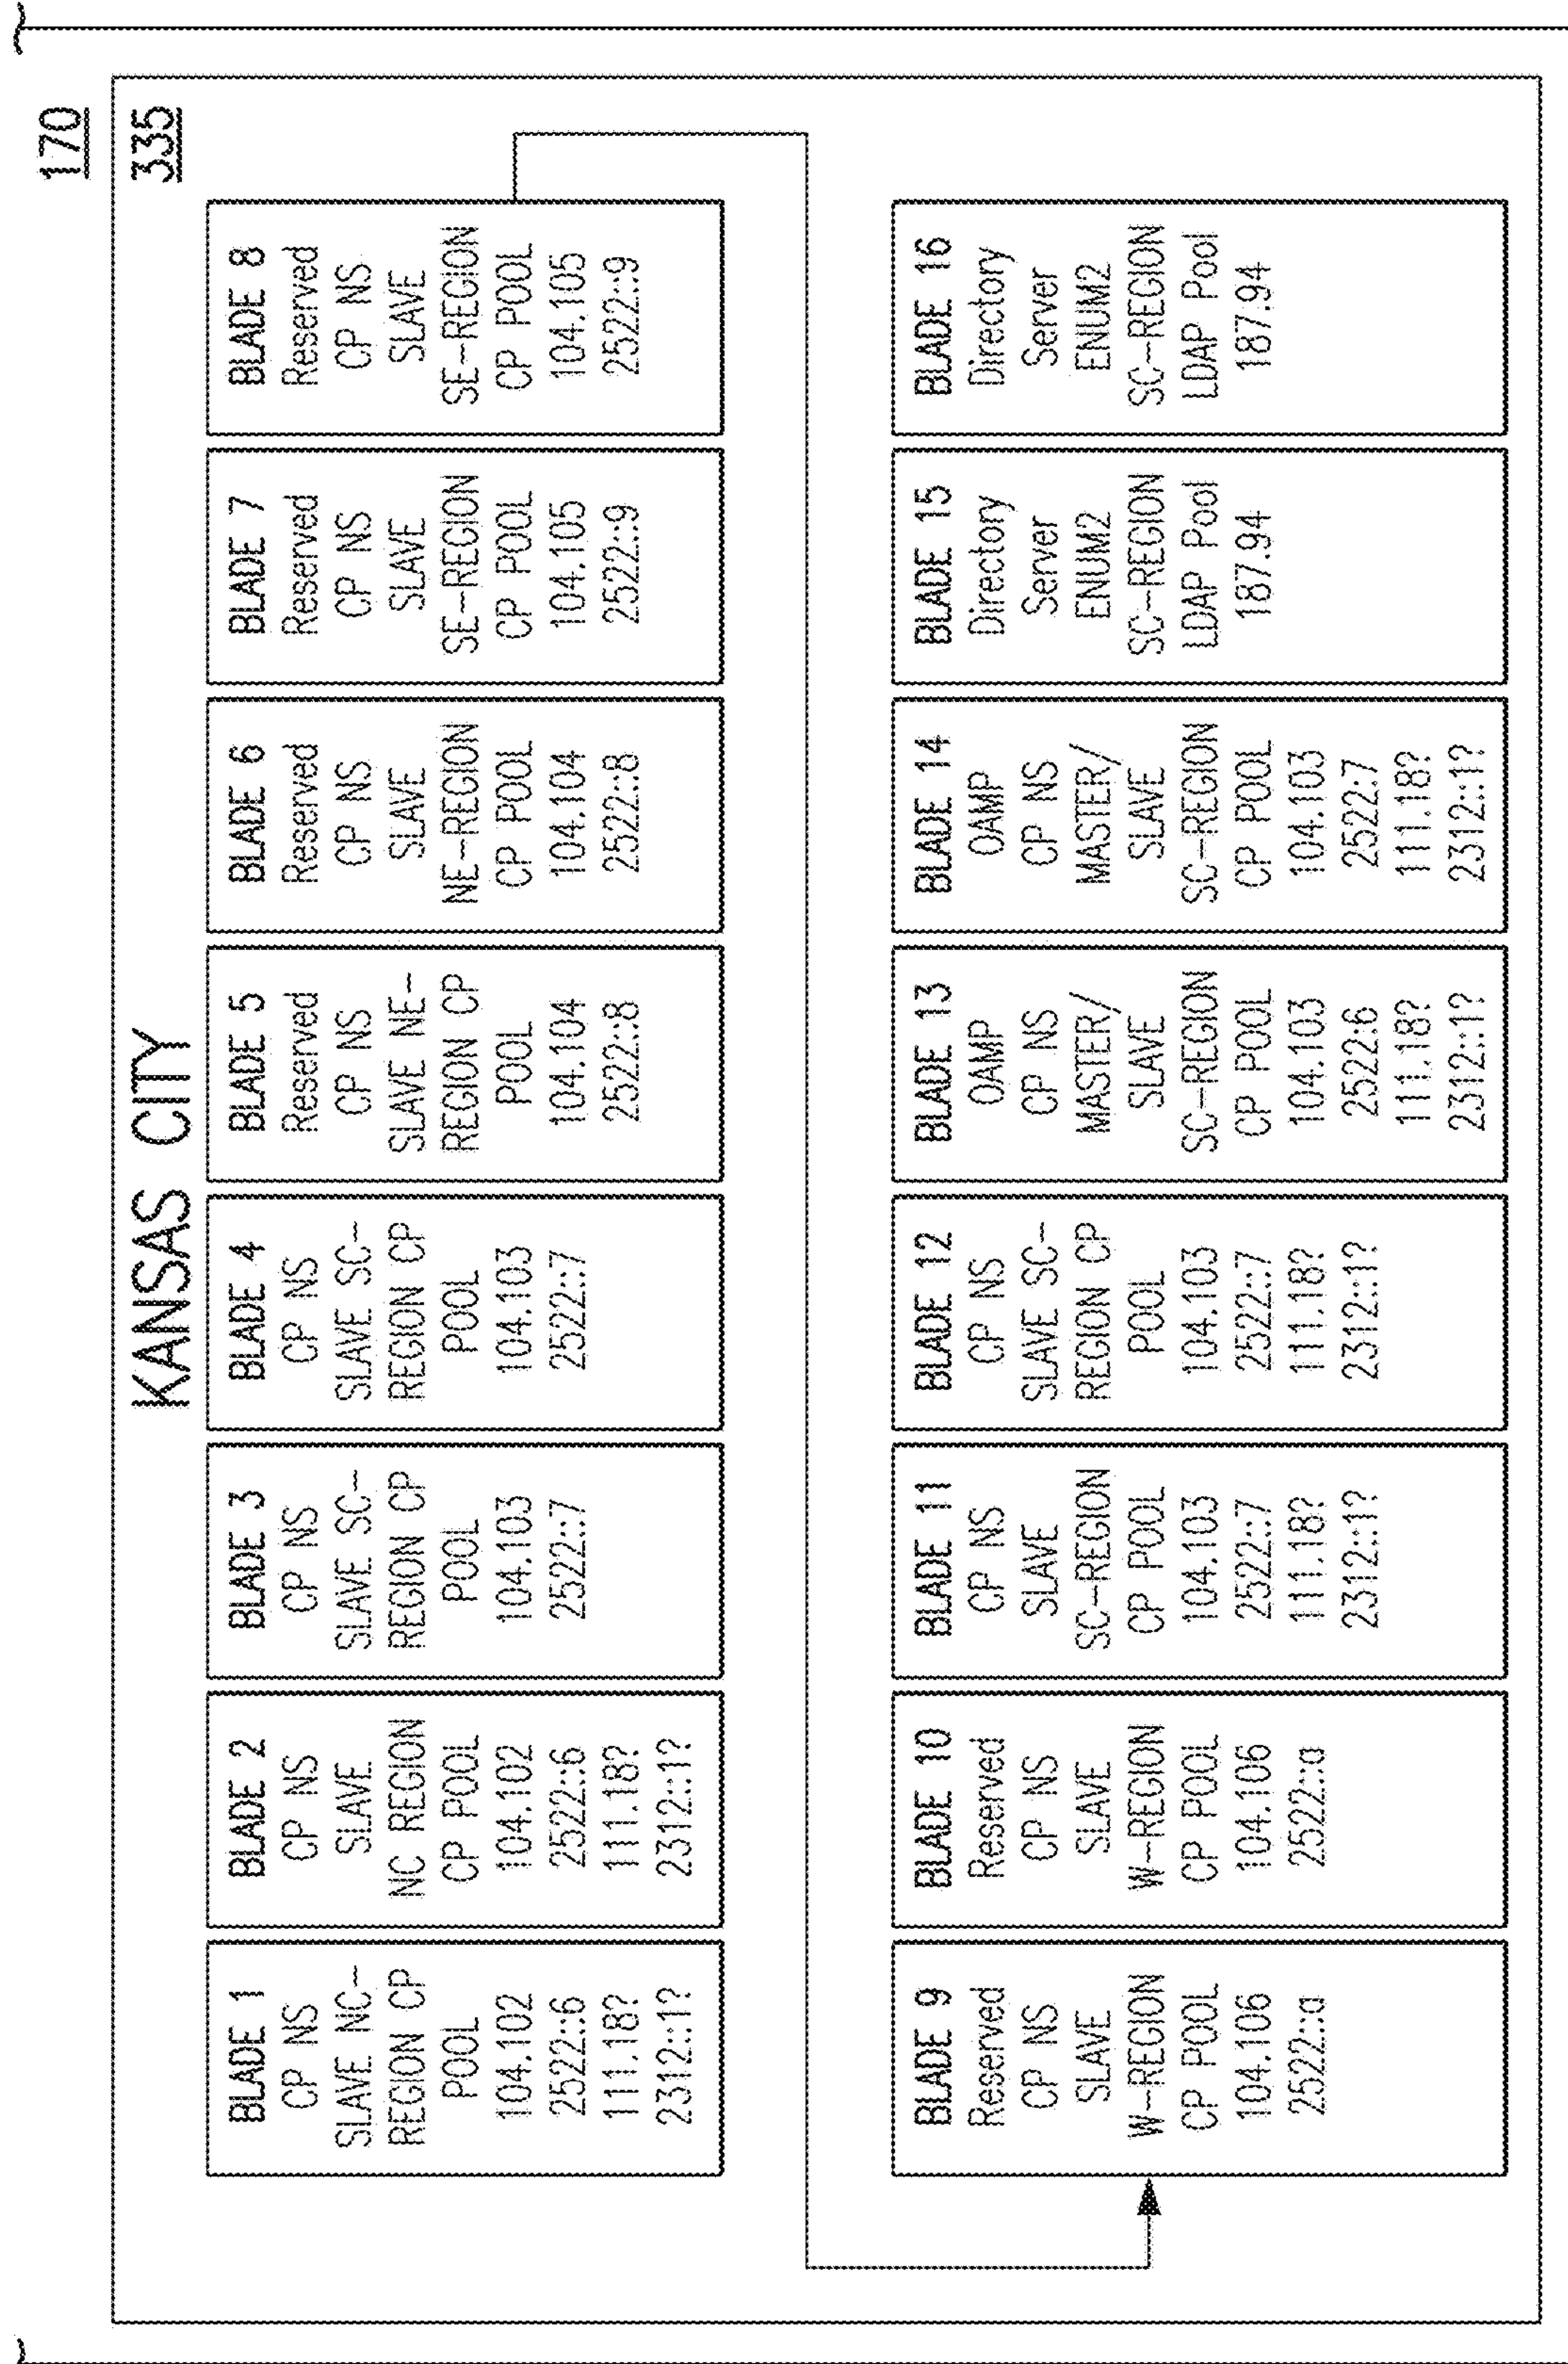 170
KANSAS CITY
335
BLADE 1
CP NS
SLAVE NC-
REGION CP
POOL
104.102
2522::6
111.18?
2312::1?
BLADE 2
CP NS
SLAVE
NC REGION
CP POOL
104.102
2522::6
111.18?
2312::1?
BLADE 3
CP NS
SLAVE SC-
REGION CP
POOL
104.103
2522::7
BLADE 4
CP NS
SLAVE SC-
REGION CP
POOL
104.103
2522::7
BLADE 5
Reserved
CP NS
SLAVE NE-
REGION CP
POOL
104.104
2522::8
BLADE 6
Reserved
CP NS
SLAVE
NE-REGION
CP POOL
104.104
2522::8
BLADE 7
Reserved
CP NS
SLAVE
SE-REGION
CP POOL
104.105
2522::9
BLADE 8
Reserved
CP NS
SLAVE
SE-REGION
CP POOL
104.105
2522::9
BLADE 9
Reserved
CP NS
SLAVE
W-REGION
CP POOL
104.106
2522::a
BLADE 10
Reserved
CP NS
SLAVE
W-REGION
CP POOL
104.106
2522::a
BLADE 11
CP NS
SLAVE
SC-REGION
CP POOL
104.103
2522::7
111.18?
2312::1?
BLADE 12
CP NS
SLAVE SC-
REGION CP
POOL
104.103
2522::7
111.18?
2312::1?
BLADE 13
OAMP
CP NS
MASTER/
SLAVE
SC-REGION
CP POOL
104.103
2522:6
111.18?
2312::1?
BLADE 14
OAMP
CP NS
MASTER/
SLAVE
SC-REGION
CP POOL
104.103
2522:7
111.18?
2312::1?
BLADE 15
Directory
Server
ENUM2
SC-REGION
LDAP Pool
187.94
BLADE 16
Directory
Server
ENUM2
SC-REGION
LDAP Pool
187.94